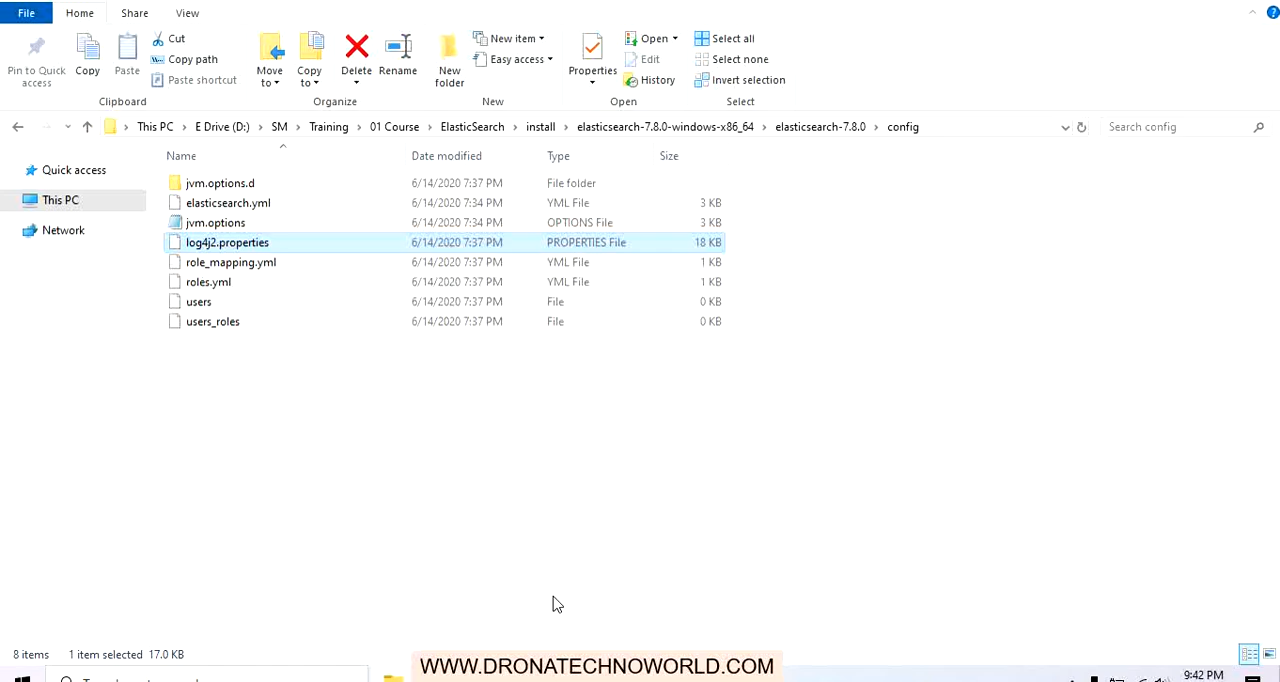 File Home Share View
Pin to Quick access
Copy
Paste
Cut
Copy path
Paste shortcut
Clipboard
Move to
Copy to
Delete
Rename
Organize
New folder
New item
Easy access
New
Properties
Open
Edit
History
Open
Select all
Select none
Invert selection
Select
This PC › E Drive (D:) › SM › Training › 01 Course › ElasticSearch › install › elasticsearch-7.8.0-windows-x86_64 › elasticsearch-7.8.0 › config
Search config
Quick access
This PC
Network
Name Date modified Type Size
jvm.options.d 6/14/2020 7:37 PM File folder
elasticsearch.yml 6/14/2020 7:34 PM YML File 3 KB
jvm.options 6/14/2020 7:34 PM OPTIONS File 3 KB
log4j2.properties 6/14/2020 7:37 PM PROPERTIES File 18 KB
role_mapping.yml 6/14/2020 7:37 PM YML File 1 KB
roles.yml 6/14/2020 7:37 PM YML File 1 KB
users 6/14/2020 7:37 PM File 0 KB
users_roles 6/14/2020 7:37 PM File 0 KB
8 items 1 item selected 17.0 KB
WWW.DRONATECHNOWORLD.COM
9:42 PM